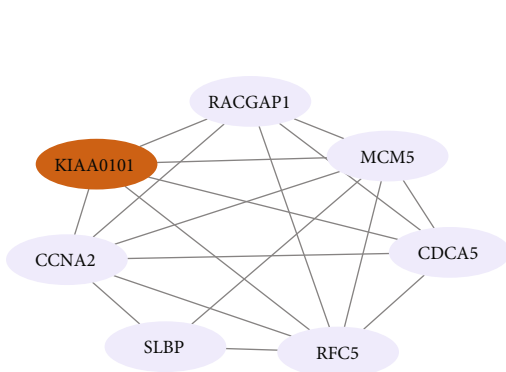 RACGAP1
MCM5
KIAA0101
CDCA5
CCNA2
SLBP
RFC5